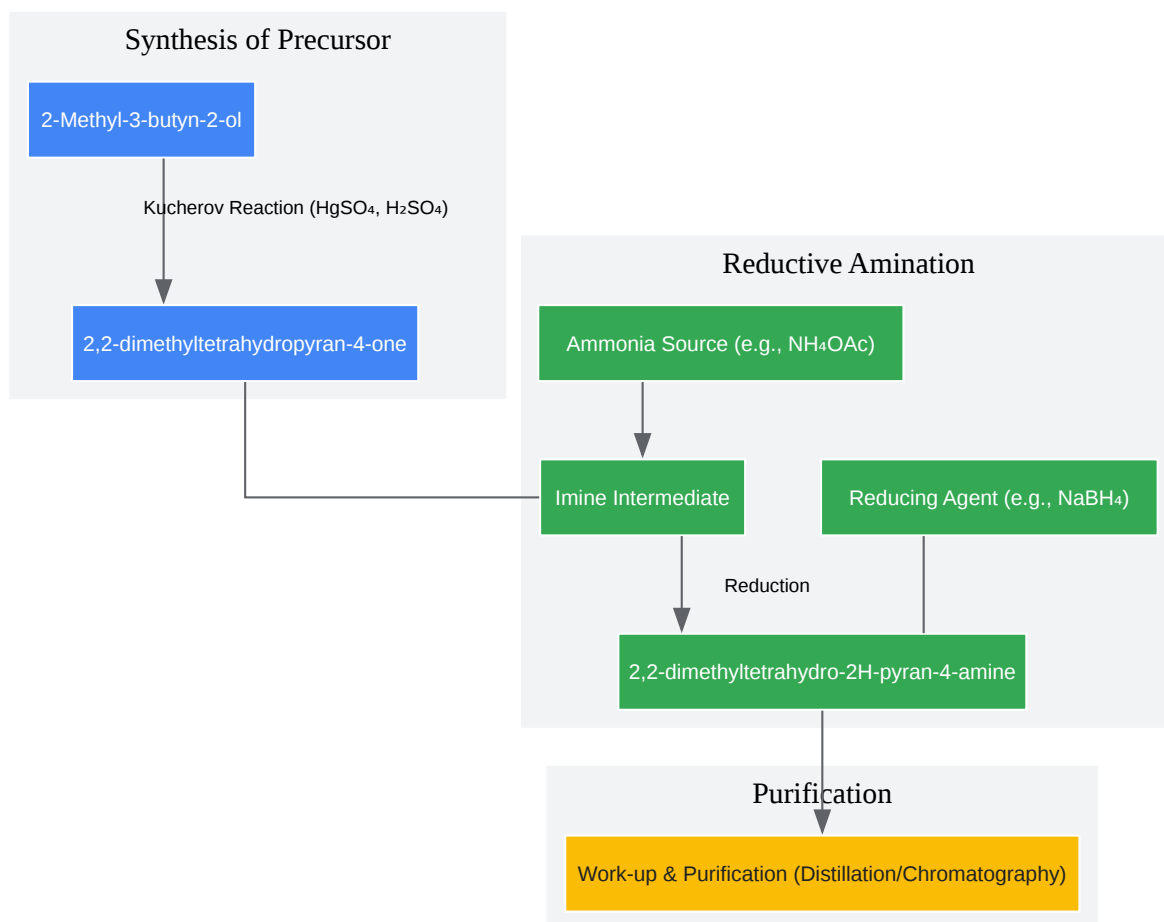 Synthesis of Precursor
2-Methyl-3-butyn-2-ol
Kucherov Reaction (HgSO₄, H₂SO₄)
2,2-dimethyltetrahydropyran-4-one
Reductive Amination
Ammonia Source (e.g., NH₄OAc)
Imine Intermediate
Reducing Agent (e.g., NaBH₄)
Reduction
2,2-dimethyltetrahydro-2H-pyran-4-amine
Purification
Work-up & Purification (Distillation/Chromatography)